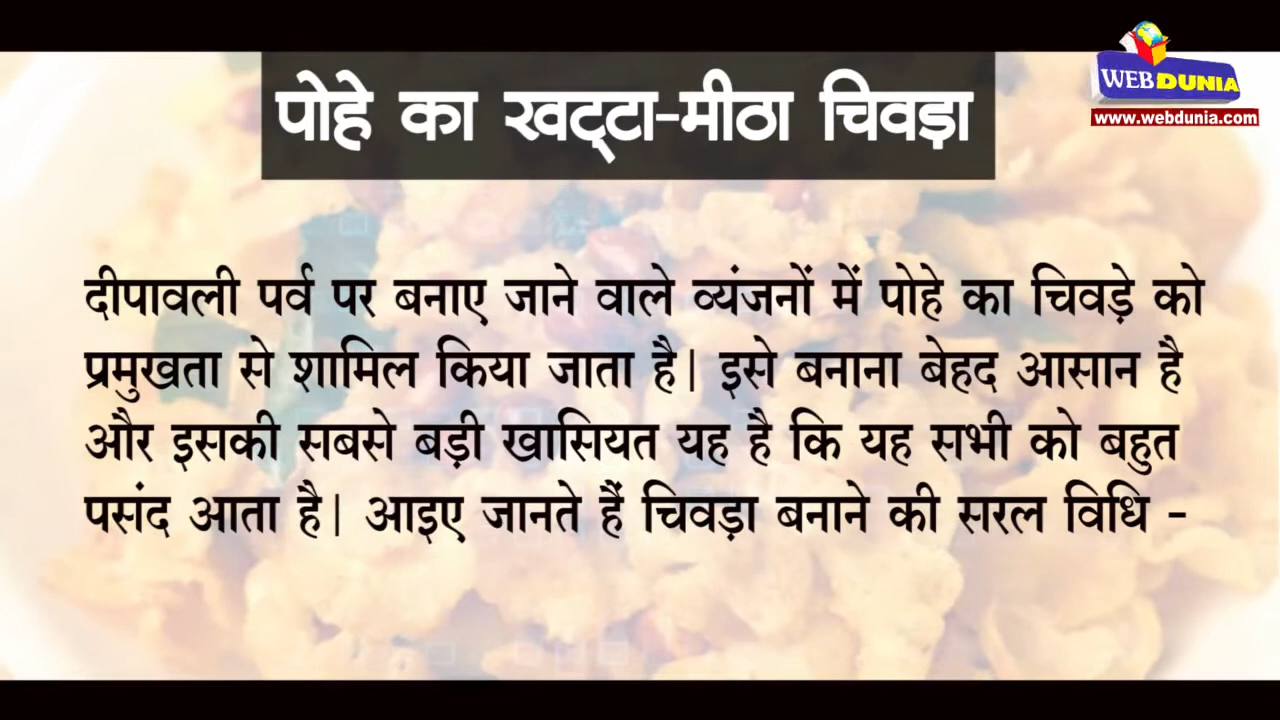 पोहे का खट्टा-मीठा चिवड़ा
WEBDUNIA
www.webdunia.com
दीपावली पर्व पर बनाए जाने वाले व्यंजनों में पोहे का चिवड़े को
प्रमुखता से शामिल किया जाता है| इसे बनाना बेहद आसान है
और इसकी सबसे बड़ी खासियत यह है कि यह सभी को बहुत
पसंद आता है| आइए जानते हैं चिवड़ा बनाने की सरल विधि -